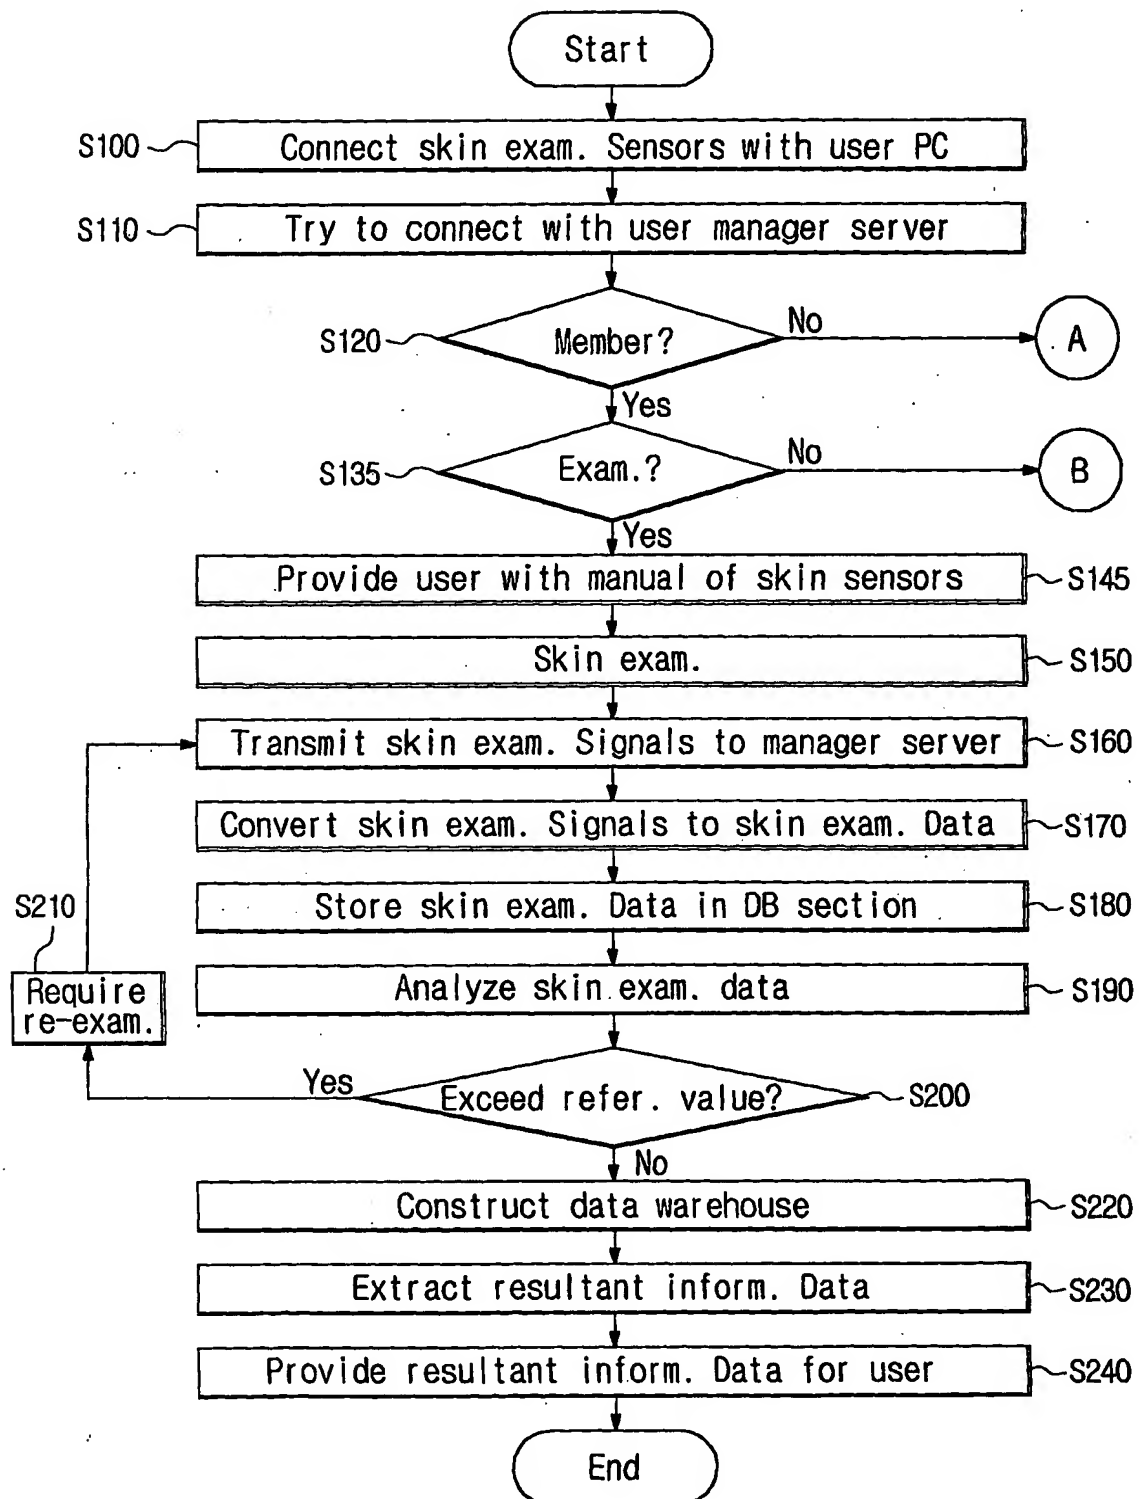 Start
S100
Connect skin exam. Sensors with user PC
S110
Try to connect with user manager server
S120
Member?
No
A
Yes
S135
Exam.?
No
B
Yes
Provide user with manual of skin sensors
S145
Skin exam.
S150
Transmit skin exam. Signals to manager server
S160
Convert skin exam. Signals to skin exam. Data
S170
S210
Store skin exam. Data in DB section
S180
Require
re-exam.
Analyze skin exam. data
S190
Yes
Exceed refer. value?
S200
No
Construct data warehouse
S220
Extract resultant inform. Data
S230
Provide resultant inform. Data for user
S240
End